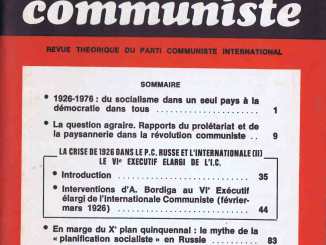 communiste
REVUE THEORIQUE DU PARTI COMMUNISTE INTERNATIONAL
SOMMAIRE
• 1926-1976 : du socialisme dans un seul pays à la
démocratie dans tous . . . . . 1
• La question agraire. Rapports du prolétariat et de
la paysannerie dans la révolution communiste . . 9
LA CRISE DE 1926 DANS LE P.C. RUSSE ET L'INTERNATIONALE (II)
LE VIe EXECUTIF ELARGI DE L'I.C.
• Introduction . . . . . 35
• Interventions d'A. Bordiga au VIe Exécutif
élargi de l'Internationale Communiste (février-
mars 1926) . . . . . 44
• En marge du Xe plan quinquennal : le mythe de la
« planification socialiste » en Russie . . . . . 83